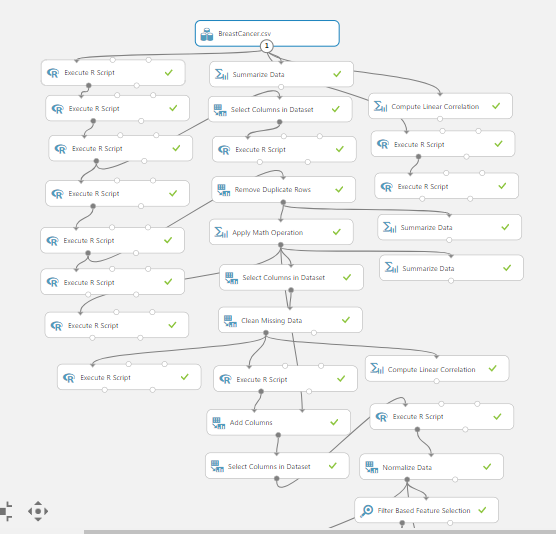 BreastCancer.csv
1
Execute R Script
Summarize Data
Execute R Script
Select Columns in Dataset
Compute Linear Correlation
Execute R Script
Execute R Script
Execute R Script
Execute R Script
Remove Duplicate Rows
Execute R Script
Execute R Script
Apply Math Operation
Summarize Data
Execute R Script
Select Columns in Dataset
Summarize Data
Execute R Script
Clean Missing Data
Execute R Script
Execute R Script
Compute Linear Correlation
Add Columns
Execute R Script
Select Columns in Dataset
Normalize Data
Filter Based Feature Selection